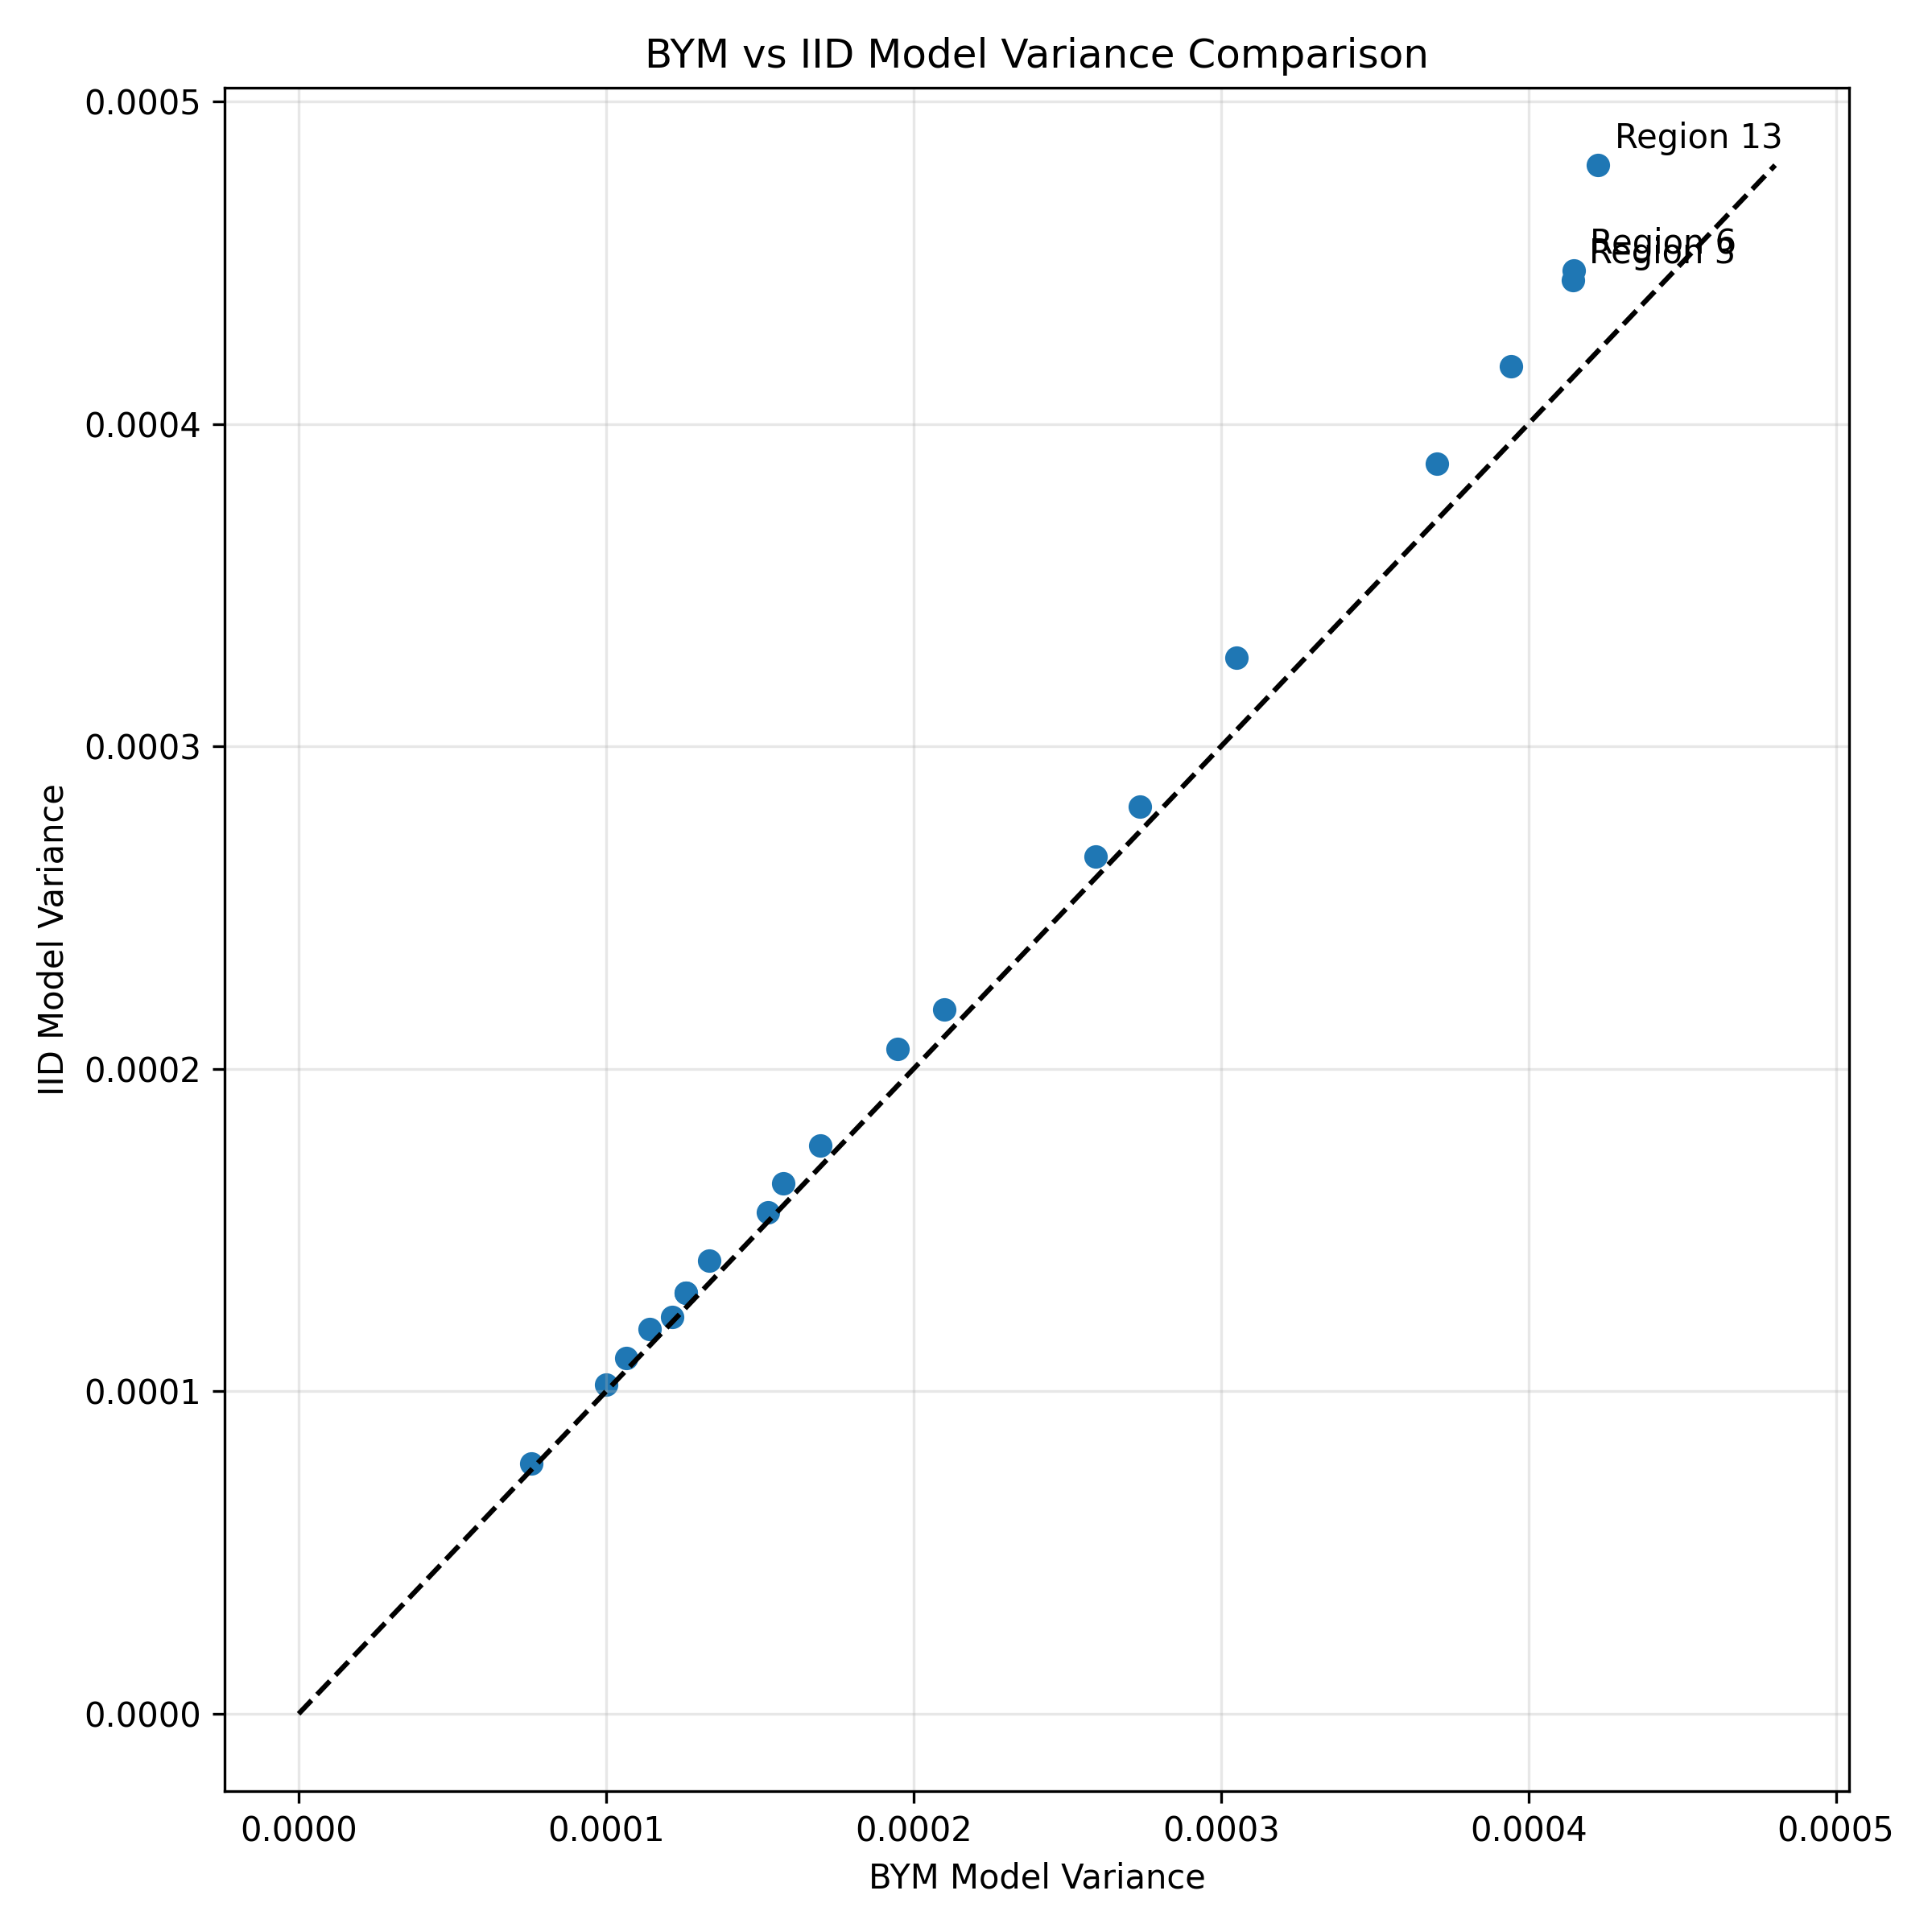 BYM vs IID Model Variance Comparison
0.0005
Region 13
Region 6
Region
0.0004
0.0003
IID Model Variance
0.0002
0.0001
0.0000
0.0000 0.0001 0.0002 0.0003 0.0004 0.0005
BYM Model Variance